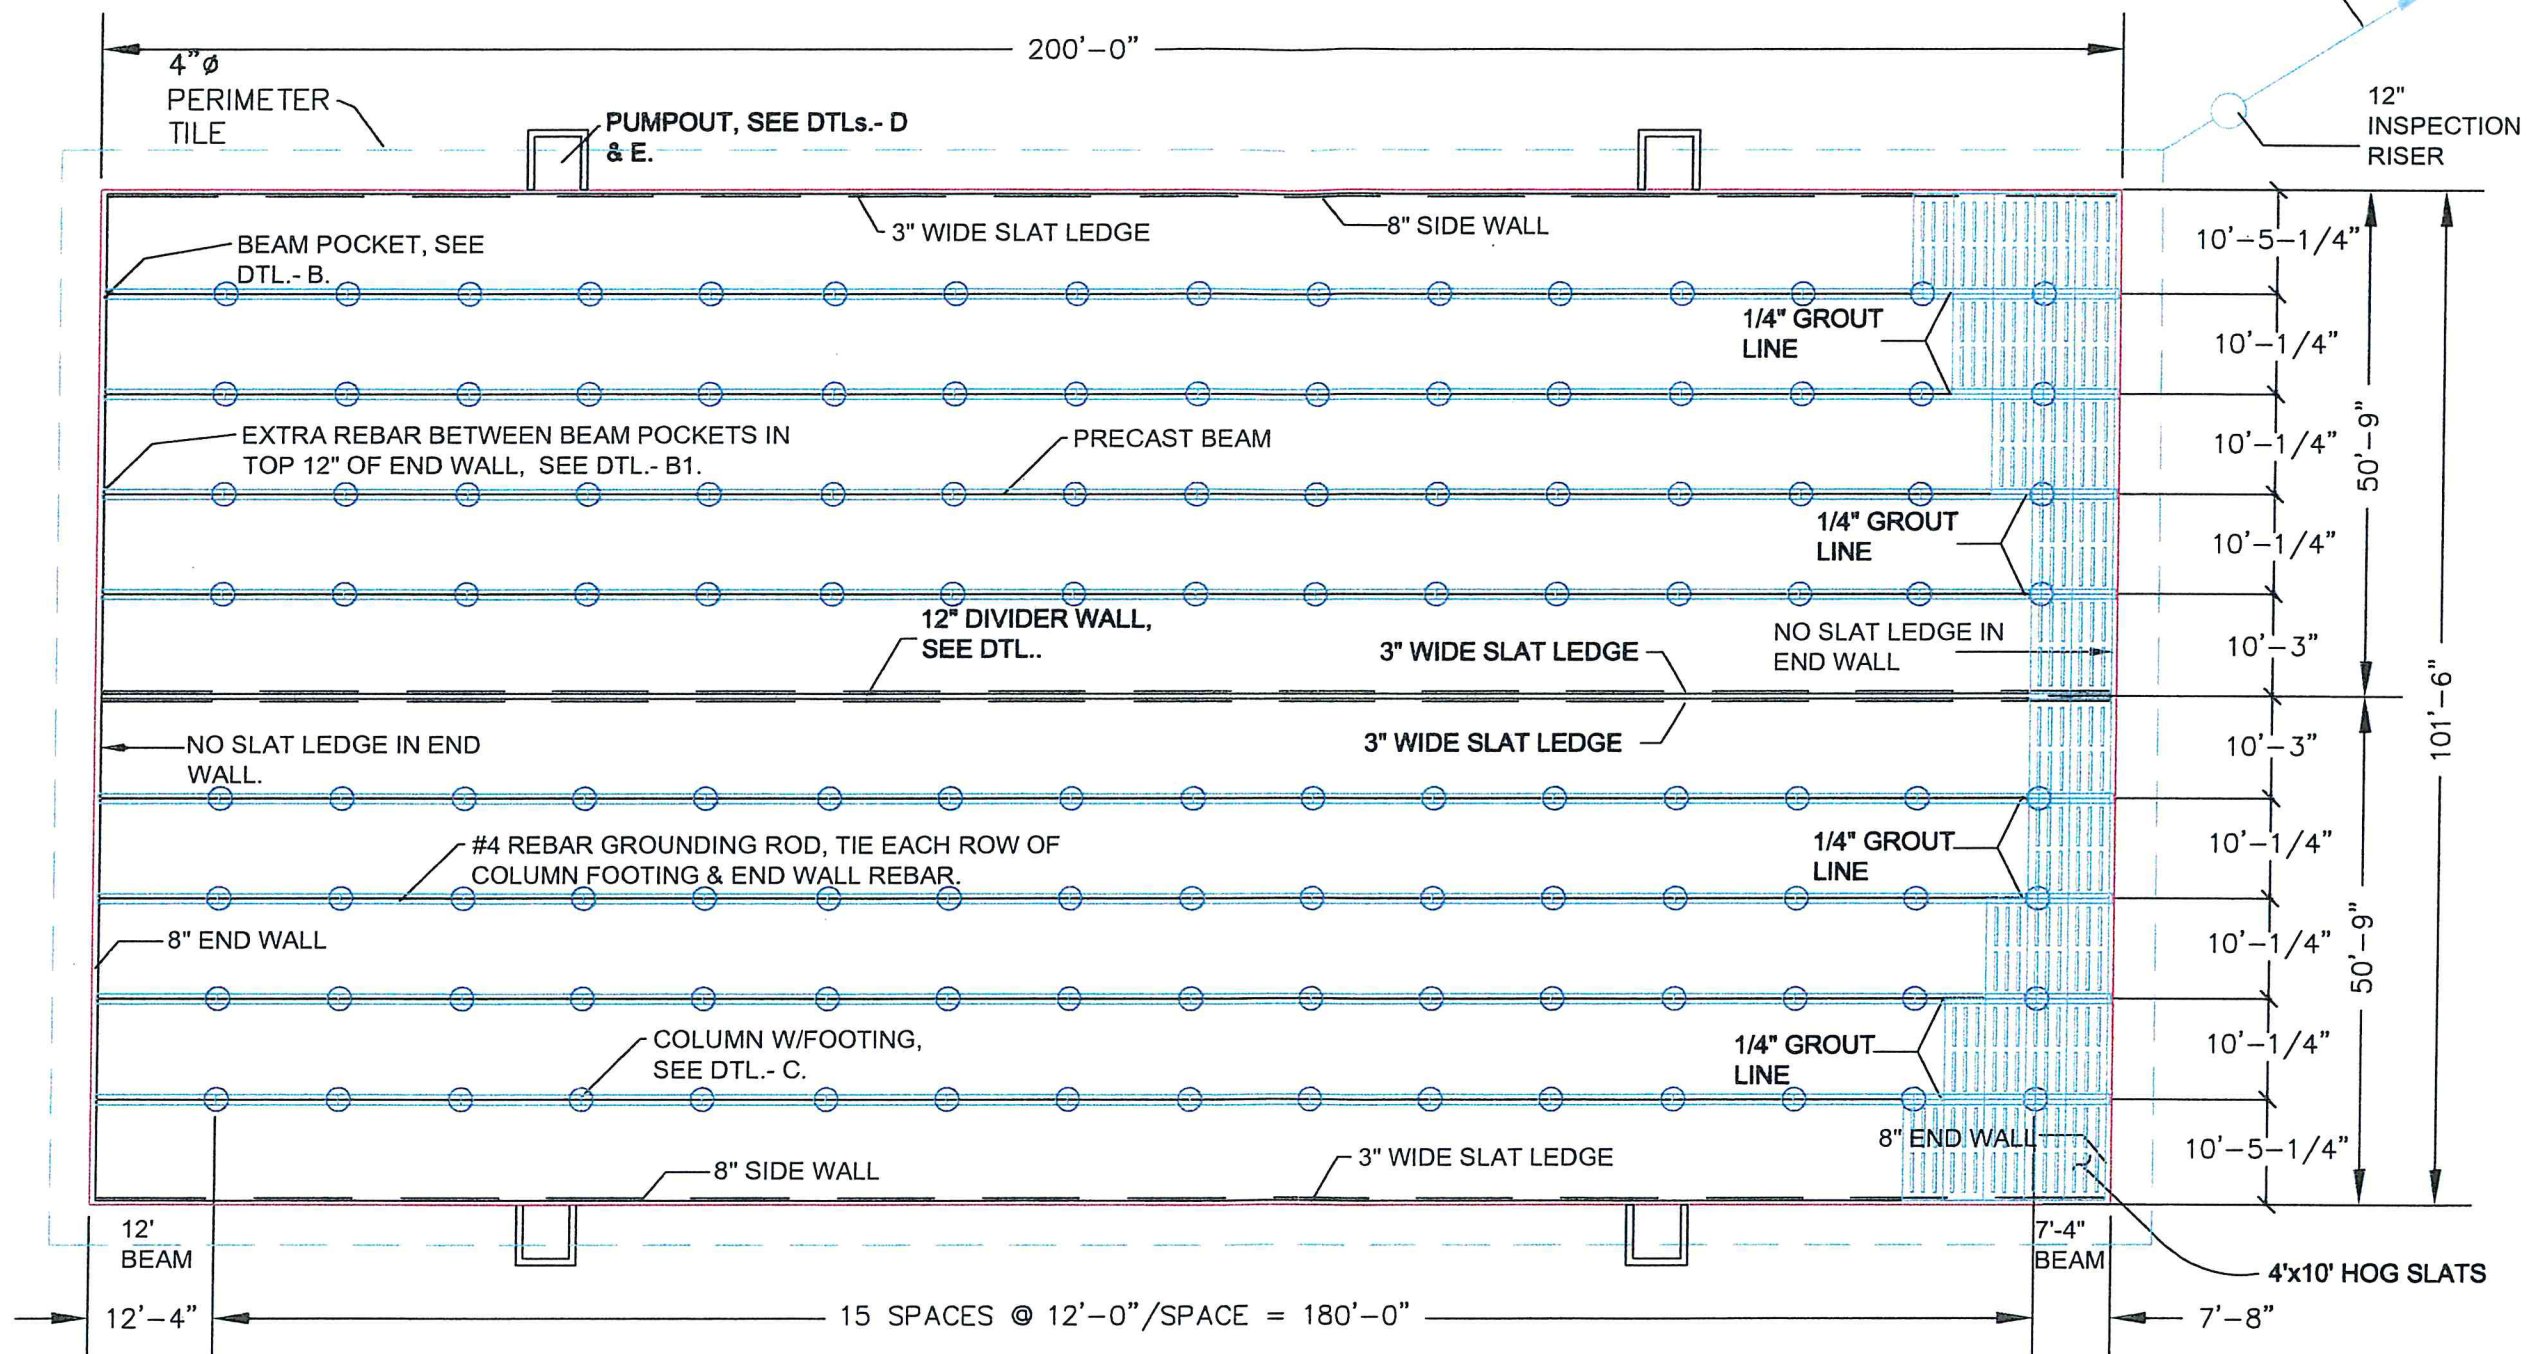 200'-0"
4"ø
PERIMETER
TILE
PUMPOUT, SEE DTLs.- D
& E.
12"
INSPECTION
RISER
3" WIDE SLAT LEDGE
8" SIDE WALL
10'-5-1/4"
BEAM POCKET, SEE
DTL.- B.
1/4" GROUT
LINE
10'-1/4"
EXTRA REBAR BETWEEN BEAM POCKETS IN
TOP 12" OF END WALL, SEE DTL.- B1.
PRECAST BEAM
10'-1/4"
50'-9"
1/4" GROUT
LINE
10'-1/4"
12" DIVIDER WALL,
SEE DTL..
3" WIDE SLAT LEDGE
NO SLAT LEDGE IN
END WALL
10'-3"
101'-6"
NO SLAT LEDGE IN END
WALL.
3" WIDE SLAT LEDGE
10'-3"
#4 REBAR GROUNDING ROD, TIE EACH ROW OF
COLUMN FOOTING & END WALL REBAR.
1/4" GROUT
LINE
10'-1/4"
8" END WALL
10'-1/4"
50'-9"
COLUMN W/FOOTING,
SEE DTL.- C.
1/4" GROUT
LINE
10'-1/4"
8" SIDE WALL
3" WIDE SLAT LEDGE
8" END WALL
10'-5-1/4"
12'
BEAM
7'-4"
BEAM
4'x10' HOG SLATS
12'-4"
15 SPACES @ 12'-0"/SPACE = 180'-0"
7'-8"